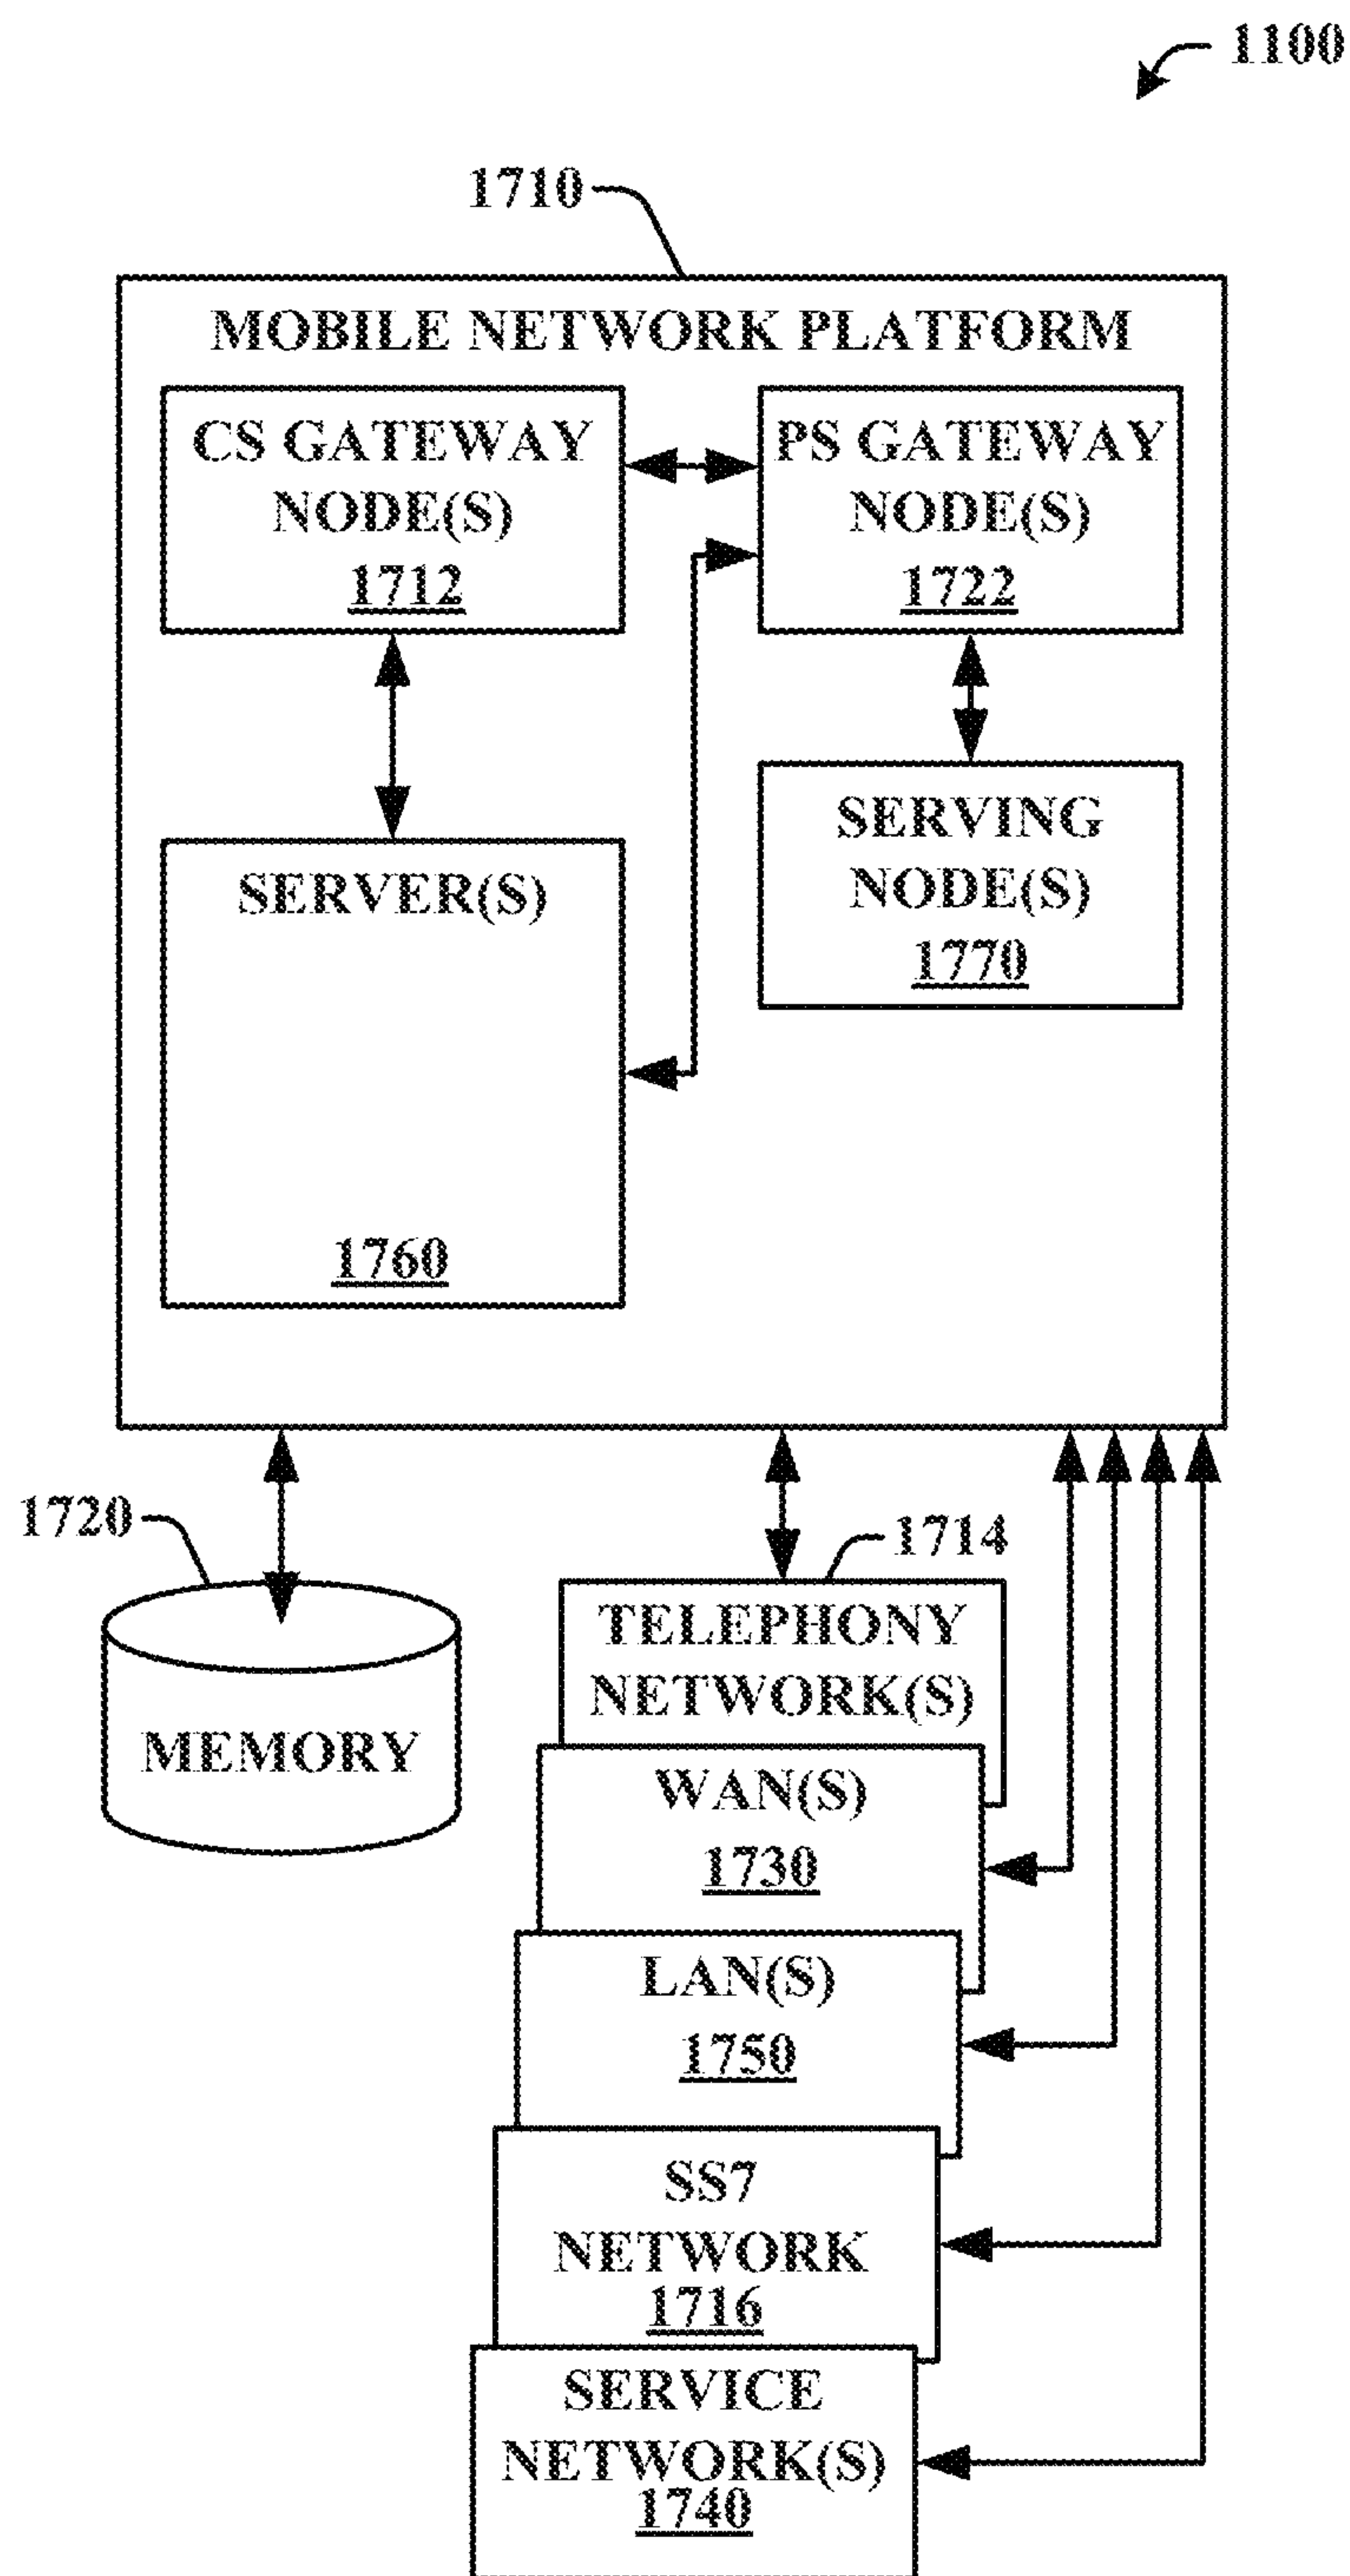 1100
1710
MOBILE NETWORK PLATFORM
CS GATEWAY
NODE(S)
1712
PS GATEWAY
NODE(S)
1722
SERVING
NODE(S)
1770
SERVER(S)
1760
1720
MEMORY
1714
TELEPHONY
NETWORK(S)
WAN(S)
1730
LAN(S)
1750
SS7
NETWORK
1716
SERVICE
NETWORK(S)
1740